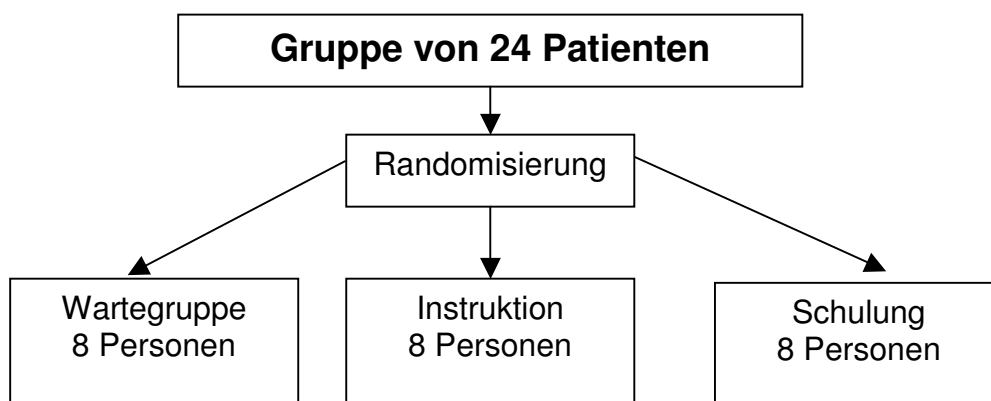 Gruppe von 24 Patienten
Randomisierung
Wartegruppe
8 Personen
Instruktion
8 Personen
Schulung
8 Personen